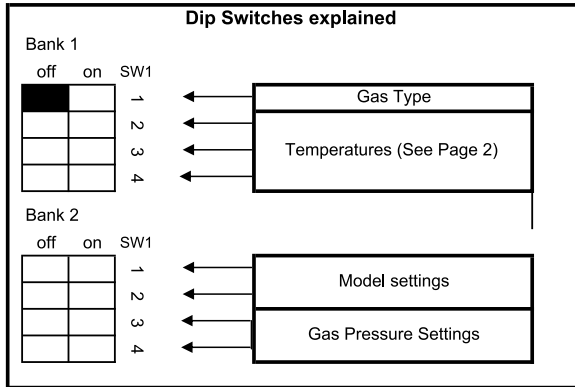 Dip Switches explained
Bank 1
off on SW1
1 Gas Type
2
3 Temperatures (See Page 2)
4
Bank 2
off on SW1
1
Model settings
2
3
Gas Pressure Settings
4